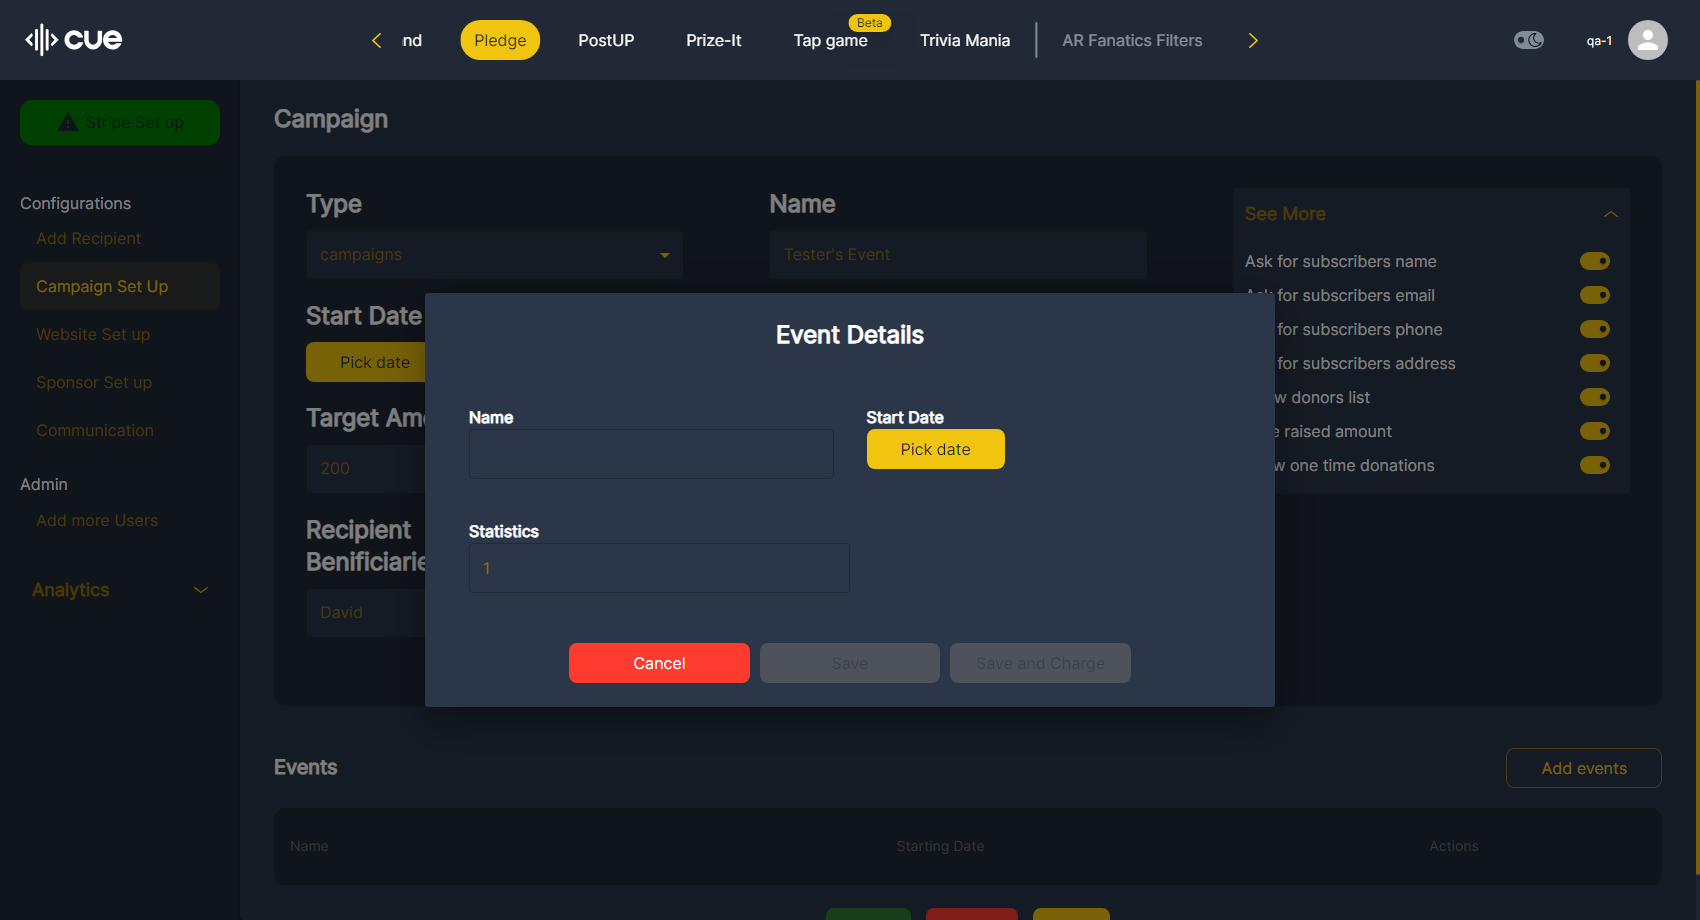 cue
nd
Pledge
PostUP
Prize-It
Tap game
Beta
Trivia Mania
AR Fanatics Filters
qa-1
Stripe Set up
Configurations
Add Recipient
Campaign Set Up
Website Set up
Sponsor Set up
Communication
Admin
Add more Users
Analytics
Campaign
Type
campaigns
Name
Tester's Event
See More
Ask for subscribers name
for subscribers email
for subscribers phone
for subscribers address
donors list
raised amount
one time donations
Start Date
Pick date
Target
200
Recipient
Benificiarie
David
Event Details
Name
Start Date
Pick date
Statistics
1
Cancel
Save
Save and Charge
Events
Add events
Name
Starting Date
Actions